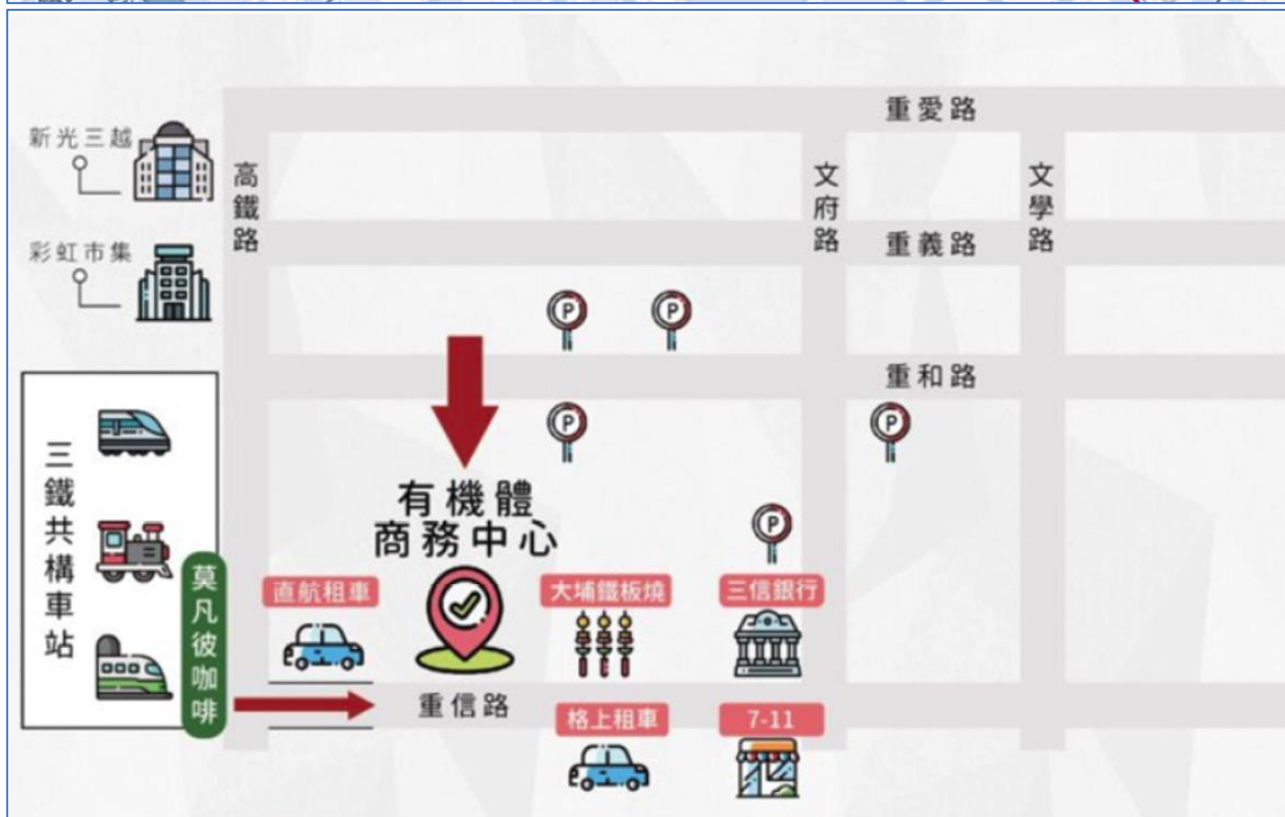 重愛路
新光三越
高鐵路
文府路
文學路
彩虹市集
重義路
P
P
重和路
P
P
三鐵共構車站
有機體
商務中心
P
莫凡彼咖啡
直航租車
大埔鐵板燒
三信銀行
重信路
格上租車
7-11